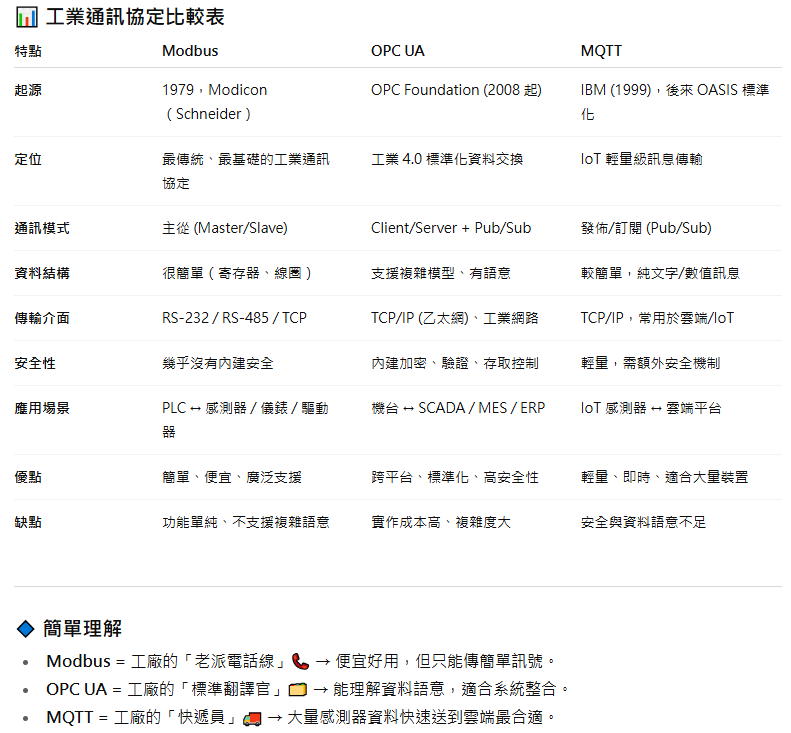 📊 工業通訊協定比較表
特點 Modbus OPC UA MQTT
起源 1979，Modicon OPC Foundation (2008 起) IBM (1999)，後來 OASIS 標準
（Schneider） 化
定位 最傳統、最基礎的工業通訊 工業 4.0 標準化資料交換 IoT 輕量級訊息傳輸
協定
通訊模式 主從 (Master/Slave) Client/Server + Pub/Sub 發佈/訂閱 (Pub/Sub)
資料結構 很簡單（寄存器、線圈） 支援複雜模型、有語意 較簡單，純文字/數值訊息
傳輸介面 RS-232 / RS-485 / TCP TCP/IP (乙太網)、工業網路 TCP/IP，常用於雲端/IoT
安全性 幾乎沒有內建安全 內建加密、驗證、存取控制 輕量，需額外安全機制
應用場景 PLC ↔ 感測器 / 儀錶 / 驅動 機台 ↔ SCADA / MES / ERP IoT 感測器 ↔ 雲端平台
器
優點 簡單、便宜、廣泛支援 跨平台、標準化、高安全性 輕量、即時、適合大量裝置
缺點 功能單純、不支援複雜語意 實作成本高、複雜度大 安全與資料語意不足
🔷 簡單理解
• Modbus = 工廠的「老派電話線」📞 → 便宜好用，但只能傳簡單訊號。
• OPC UA = 工廠的「標準翻譯官」🗂️ → 能理解資料語意，適合系統整合。
• MQTT = 工廠的「快遞員」🚚 → 大量感測器資料快速送到雲端最合適。